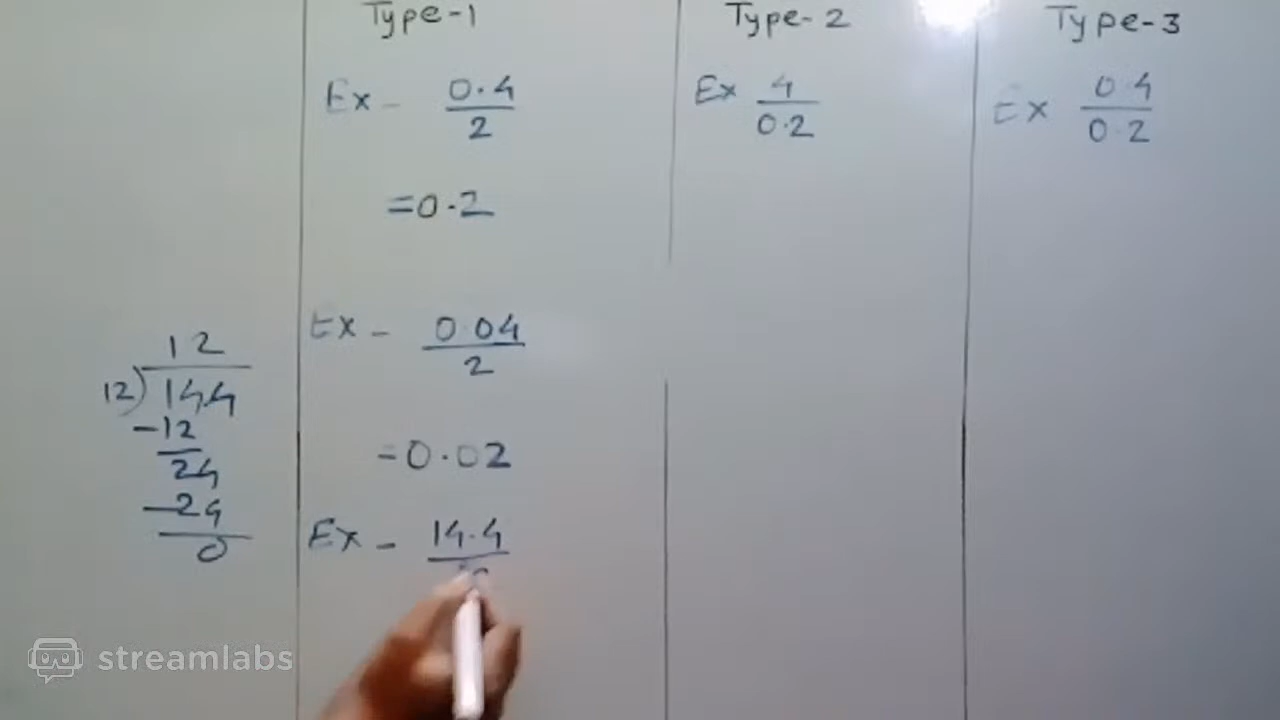 Type-1
Ex - 0.4
2
=0.2
Ex - 0.04
2
=0.02
Ex - 14.4
12
12)144
-12
24
-24
0
Type-2
Ex 4
0.2
Type-3
Ex 0.4
0.2
streamlabs